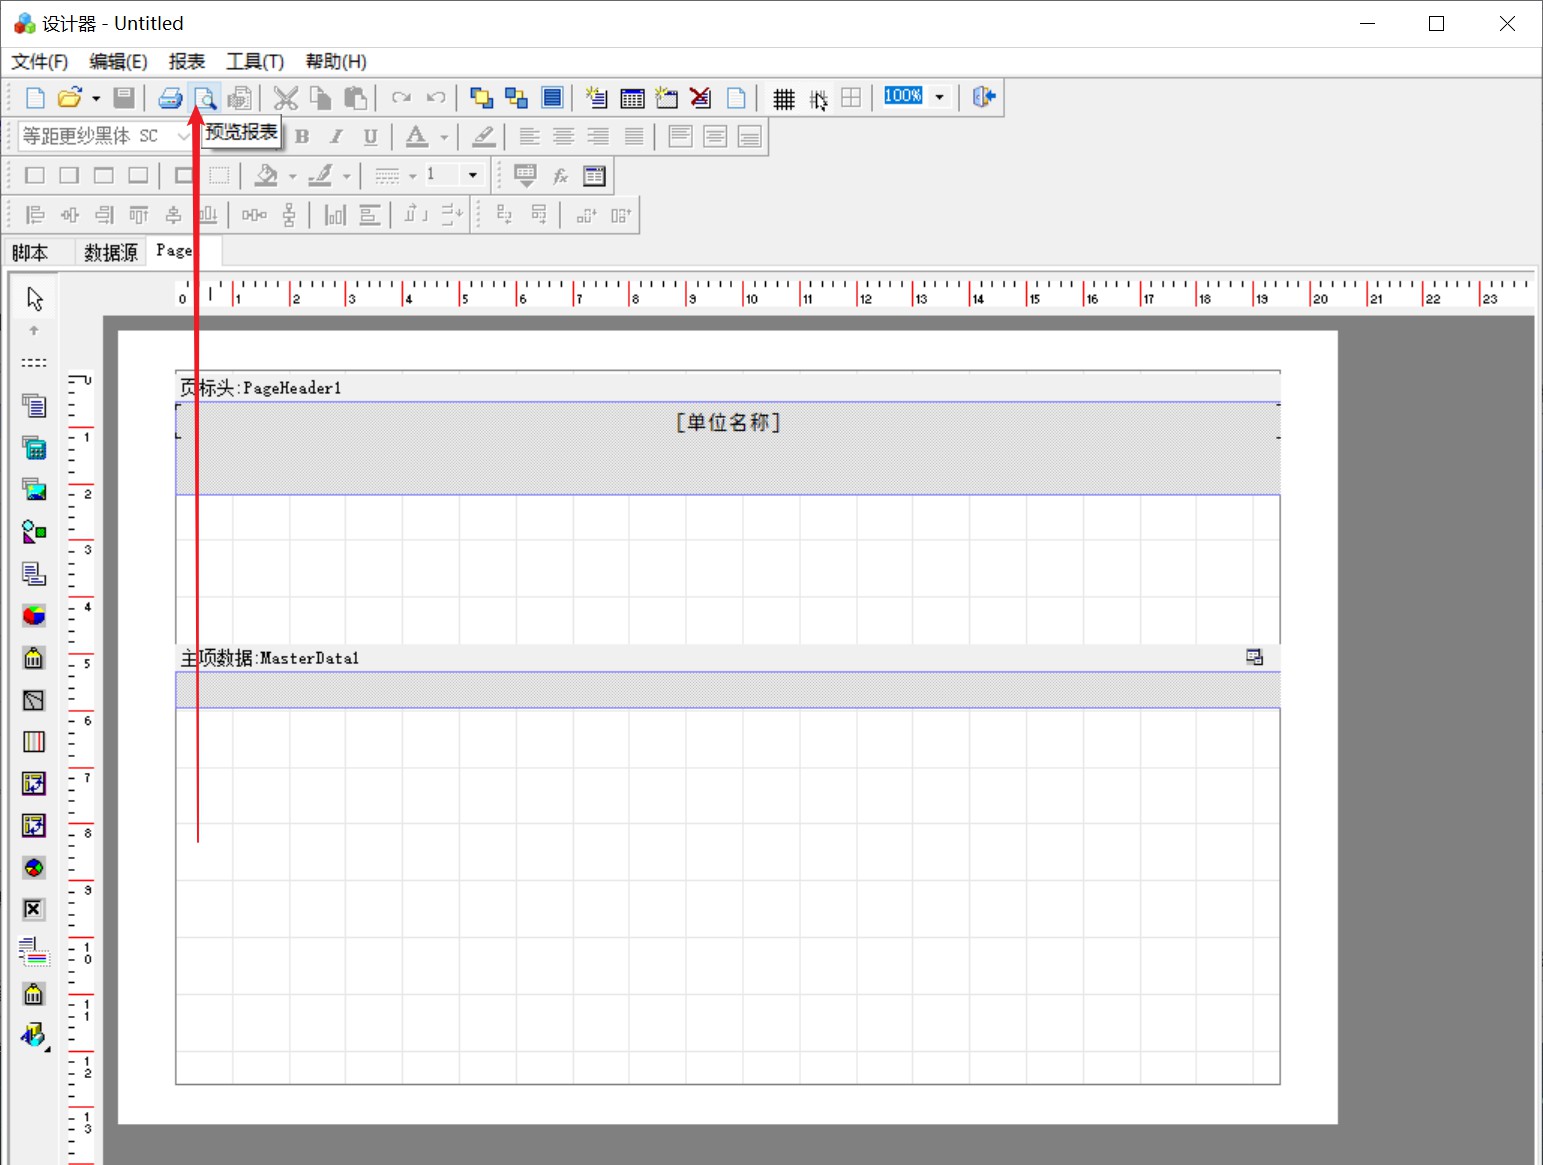 设计器 - Untitled
文件(F) 编辑(E) 报表 工具(T) 帮助(H)
100%
等距更纱黑体 SC
预览报表
B I U A
1
fx
脚本 数据源 Page
0 1 2 3 4 5 6 7 8 9 10 11 12 13 14 15 16 17 18 19 20 21 22 23
0
页标头:PageHeader1
[单位名称]
1
2
3
4
主项数据:MasterData1
5
6
7
8
9
10
11
12
13